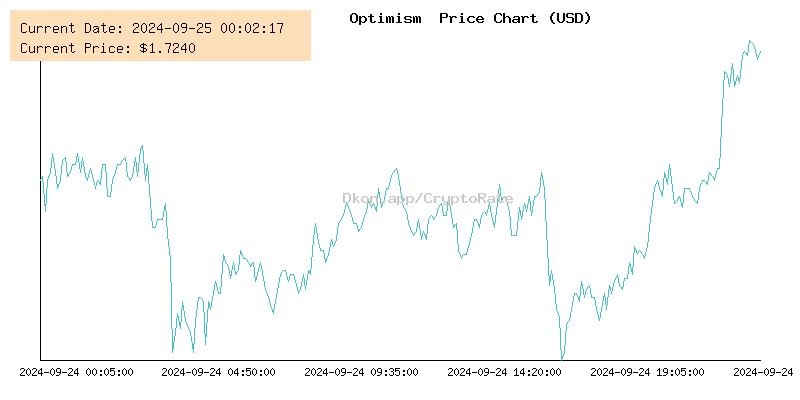 Optimism  Price Chart (USD)
Current Date: 2024-09-25 00:02:17
Current Price: $1.7240
Dkon.app/CryptoRate
2024-09-24 00:05:00 2024-09-24 04:50:00 2024-09-24 09:35:00 2024-09-24 14:20:00 2024-09-24 19:05:00 2024-09-24